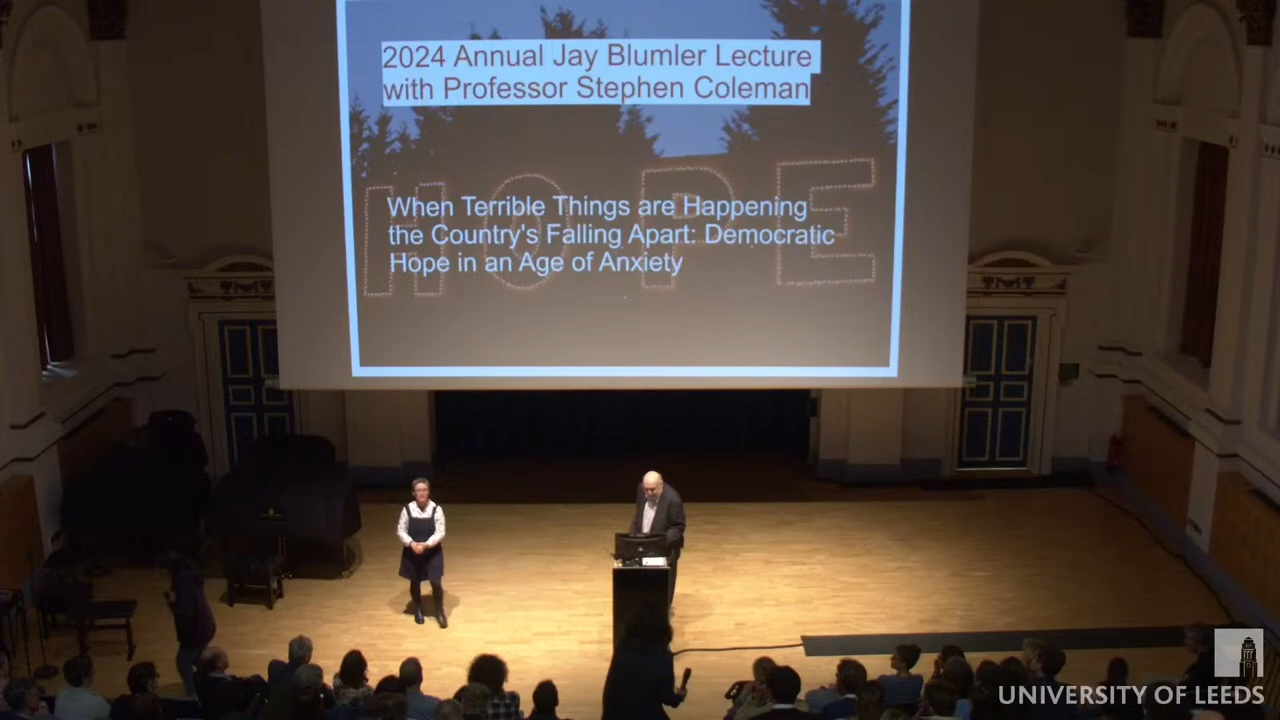 2024 Annual Jay Blumler Lecture
with Professor Stephen Coleman
HOPE
When Terrible Things are Happening
the Country's Falling Apart: Democratic
Hope in an Age of Anxiety
UNIVERSITY OF LEEDS